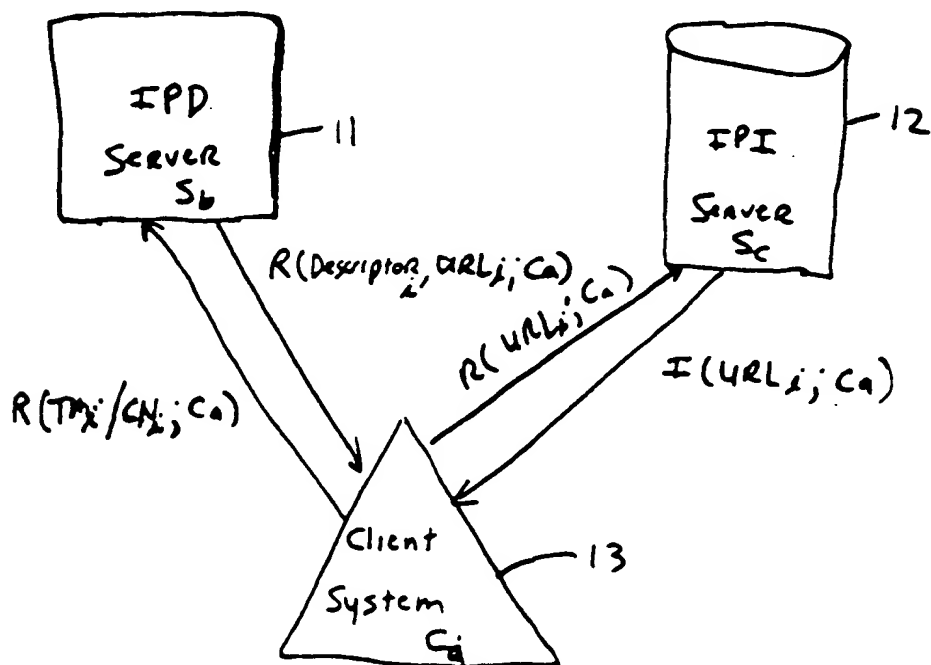 IPD
SERVER
Sb
11
IPI
SERVER
Sc
12
R(Descriptor i, URL i; Ca)
R(URL i; Ca)
I(URL i; Ca)
R(TM i/CN i; Ca)
Client
System
Ca
13